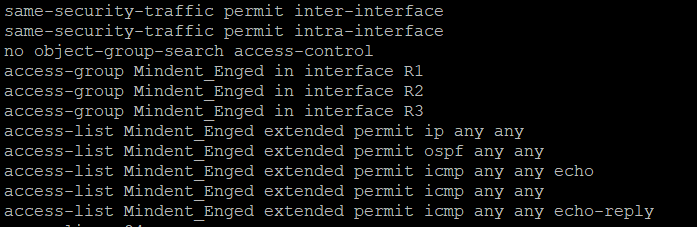 same-security-traffic permit inter-interface
same-security-traffic permit intra-interface
no object-group-search access-control
access-group Mindent_Enged in interface R1
access-group Mindent_Enged in interface R2
access-group Mindent_Enged in interface R3
access-list Mindent_Enged extended permit ip any any
access-list Mindent_Enged extended permit ospf any any
access-list Mindent_Enged extended permit icmp any any echo
access-list Mindent_Enged extended permit icmp any any
access-list Mindent_Enged extended permit icmp any any echo-reply